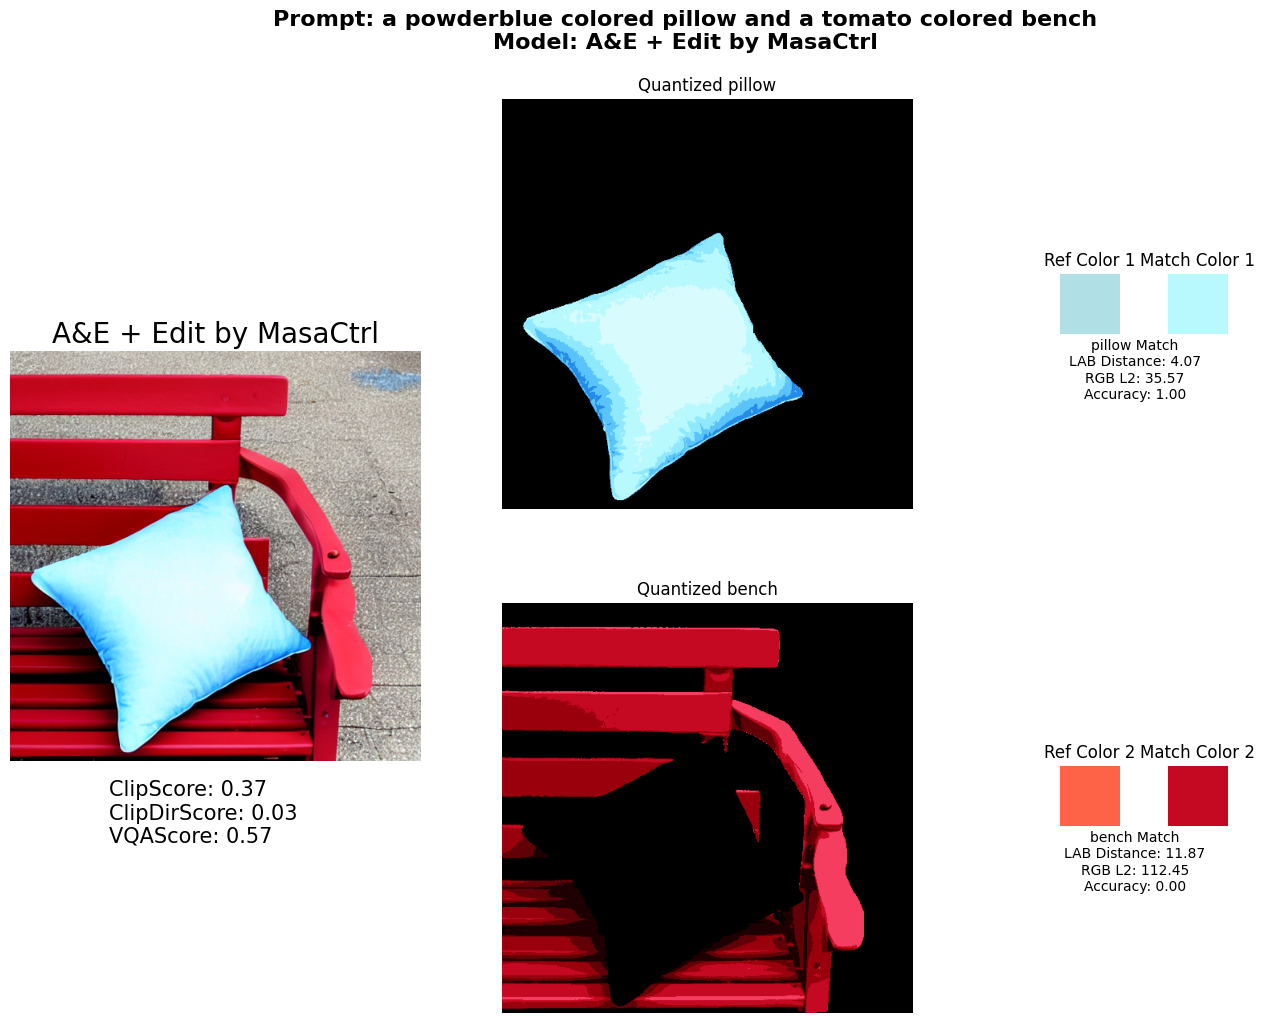 Prompt: a powderblue colored pillow and a tomato colored bench
Model: A&E + Edit by MasaCtrl
Quantized pillow
A&E + Edit by MasaCtrl
ClipScore: 0.37
ClipDirScore: 0.03
VQAScore: 0.57
Ref Color 1 Match Color 1
pillow Match
LAB Distance: 4.07
RGB L2: 35.57
Accuracy: 1.00
Quantized bench
Ref Color 2 Match Color 2
bench Match
LAB Distance: 11.87
RGB L2: 112.45
Accuracy: 0.00